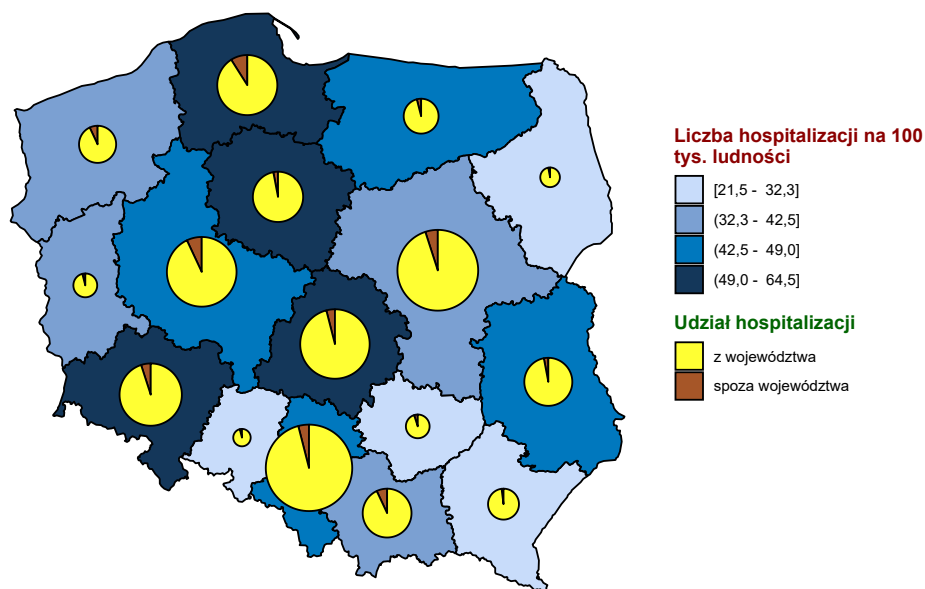 Liczba hospitalizacji na 100
tys. ludności
[21,5 - 32,3]
(32,3 - 42,5]
(42,5 - 49,0]
(49,0 - 64,5]
Udział hospitalizacji
z województwa
spoza województwa